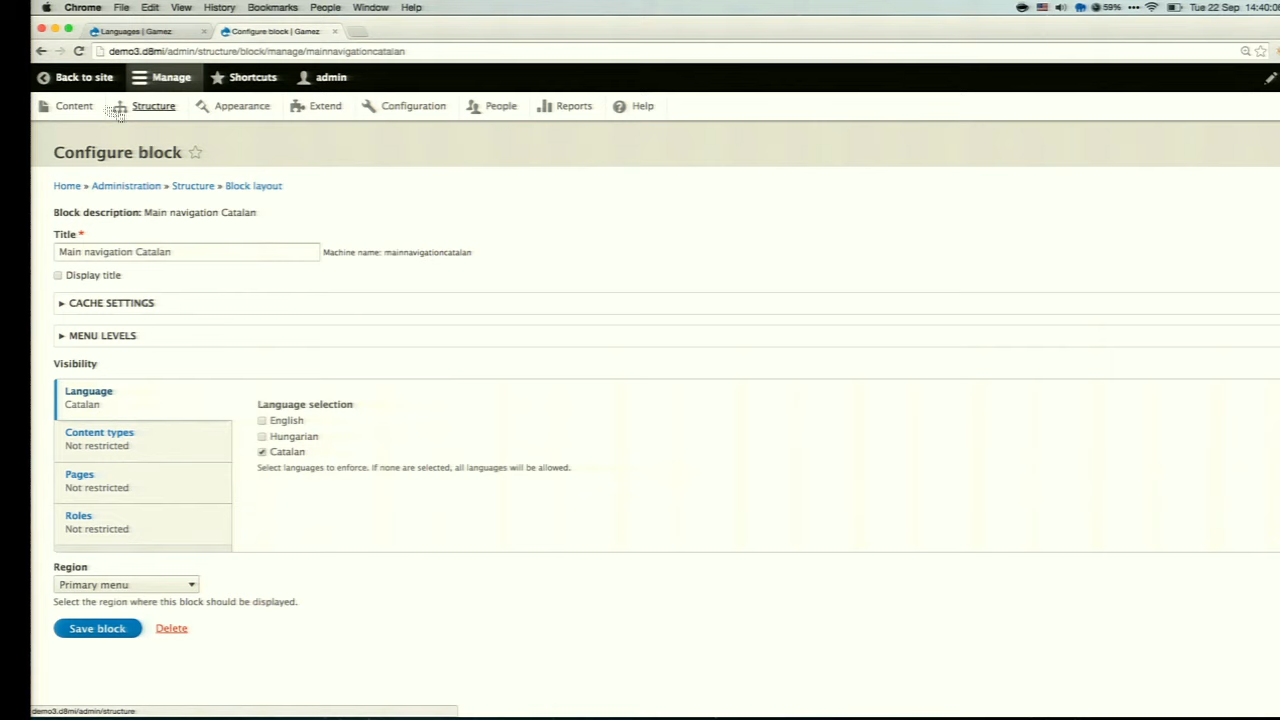 Chrome File Edit View History Bookmarks People Window Help 59% Tue 22 Sep 14:40:06
Languages | Gamez × Configure block | Gamez ×
demo3.d8mi/admin/structure/block/manage/mainnavigationcatalan
Back to site Manage Shortcuts admin
Content Structure Appearance Extend Configuration People Reports Help
Configure block
Home » Administration » Structure » Block layout
Block description: Main navigation Catalan
Title *
Main navigation Catalan Machine name: mainnavigationcatalan
Display title
CACHE SETTINGS
MENU LEVELS
Visibility
Language
Catalan
Content types
Not restricted
Pages
Not restricted
Roles
Not restricted
Language selection
English
Hungarian
Catalan
Select languages to enforce. If none are selected, all languages will be allowed.
Region
Primary menu
Select the region where this block should be displayed.
Save block Delete
demo3.d8mi/admin/structure